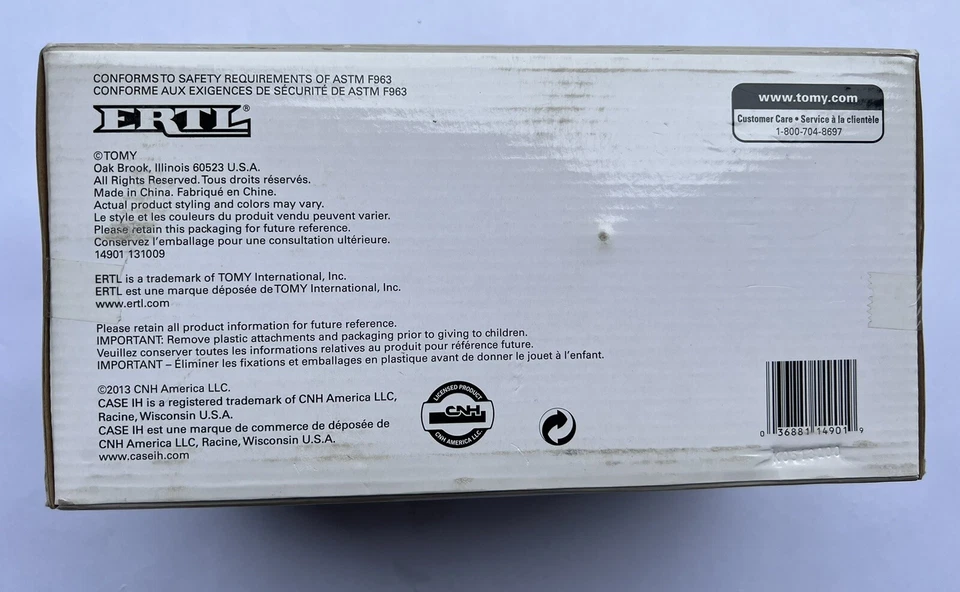 CONFORMS TO SAFETY REQUIREMENTS OF ASTM F963
CONFORME AUX EXIGENCES DE SÉCURITÉ DE ASTM F963
ERTL®
www.tomy.com
Customer Care • Service à la clientèle
1-800-704-8697
©TOMY
Oak Brook, Illinois 60523 U.S.A.
All Rights Reserved. Tous droits réservés.
Made in China. Fabriqué en Chine.
Actual product styling and colors may vary.
Le style et les couleurs du produit vendu peuvent varier.
Please retain this packaging for future reference.
Conservez l'emballage pour une consultation ultérieure.
14901 131009
ERTL is a trademark of TOMY International, Inc.
ERTL est une marque déposée de TOMY International, Inc.
www.ertl.com
Please retain all product information for future reference.
IMPORTANT: Remove plastic attachments and packaging prior to giving to children.
Veuillez conserver toutes les informations relatives au produit pour référence future.
IMPORTANT – Éliminer les fixations et emballages en plastique avant de donner le jouet à l'enfant.
©2013 CNH America LLC.
CASE IH is a registered trademark of CNH America LLC,
Racine, Wisconsin U.S.A.
CASE IH est une marque de commerce de déposée de
CNH America LLC, Racine, Wisconsin U.S.A.
www.caseih.com
LICENSED PRODUCT
CNH
CNH AMERICA LLC.
0 36881 14901 9